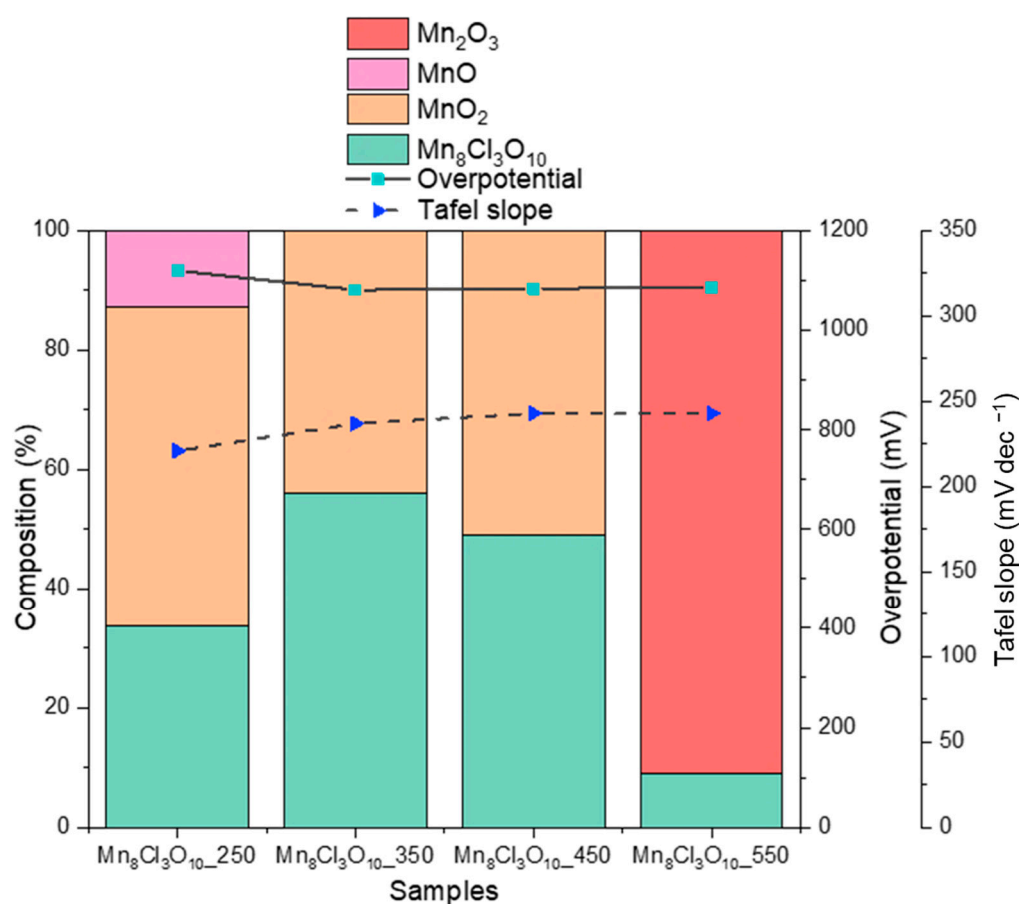 Mn₂O₃
MnO
MnO₂
Mn₈Cl₃O₁₀
Overpotential
Tafel slope
100
80
60
40
20
0
Composition (%)
1200
1000
800
600
400
200
0
Overpotential (mV)
350
300
250
200
150
100
50
0
Tafel slope (mV dec ⁻¹)
Mn₈Cl₃O₁₀_250 Mn₈Cl₃O₁₀_350 Mn₈Cl₃O₁₀_450 Mn₈Cl₃O₁₀_550
Samples